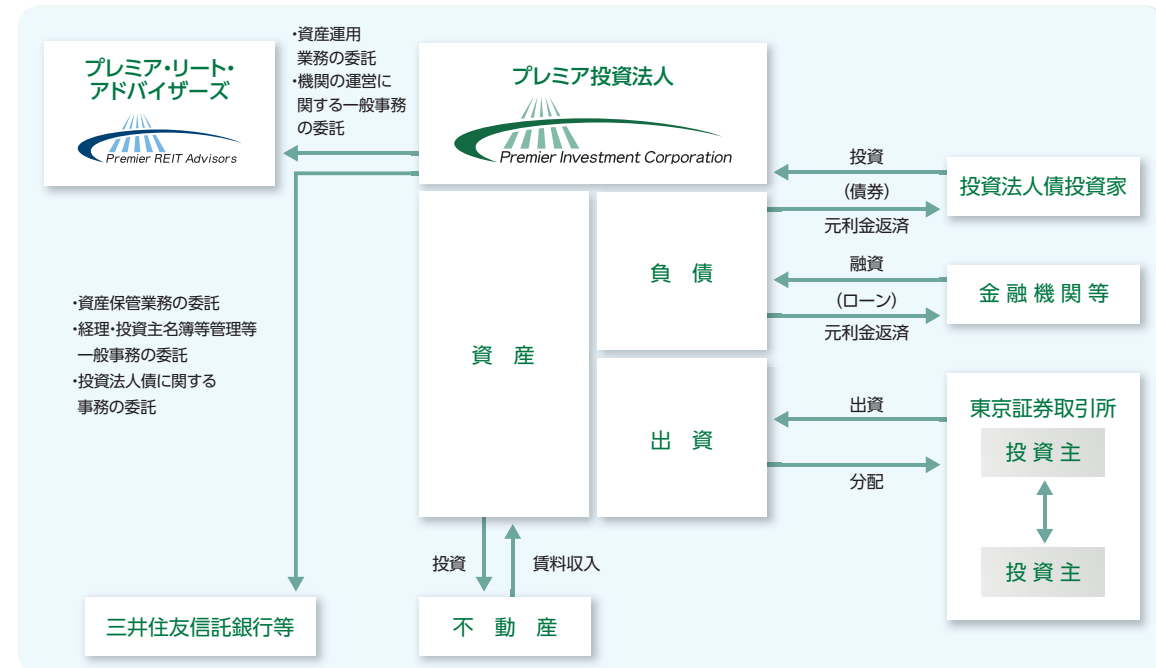 プレミア・リート・
アドバイザーズ
Premier REIT Advisors
・資産運用
業務の委託
・機関の運営に
関する一般事務
の委託
プレミア投資法人
Premier Investment Corporation
投資
(債券)
元利金返済
投資法人債投資家
負 債
融資
(ローン)
元利金返済
金融機関等
・資産保管業務の委託
・経理・投資主名簿等管理等
一般事務の委託
・投資法人債に関する
事務の委託
資 産
出 資
出資
分配
東京証券取引所
投資主
投資主
投資
賃料収入
三井住友信託銀行等
不 動 産